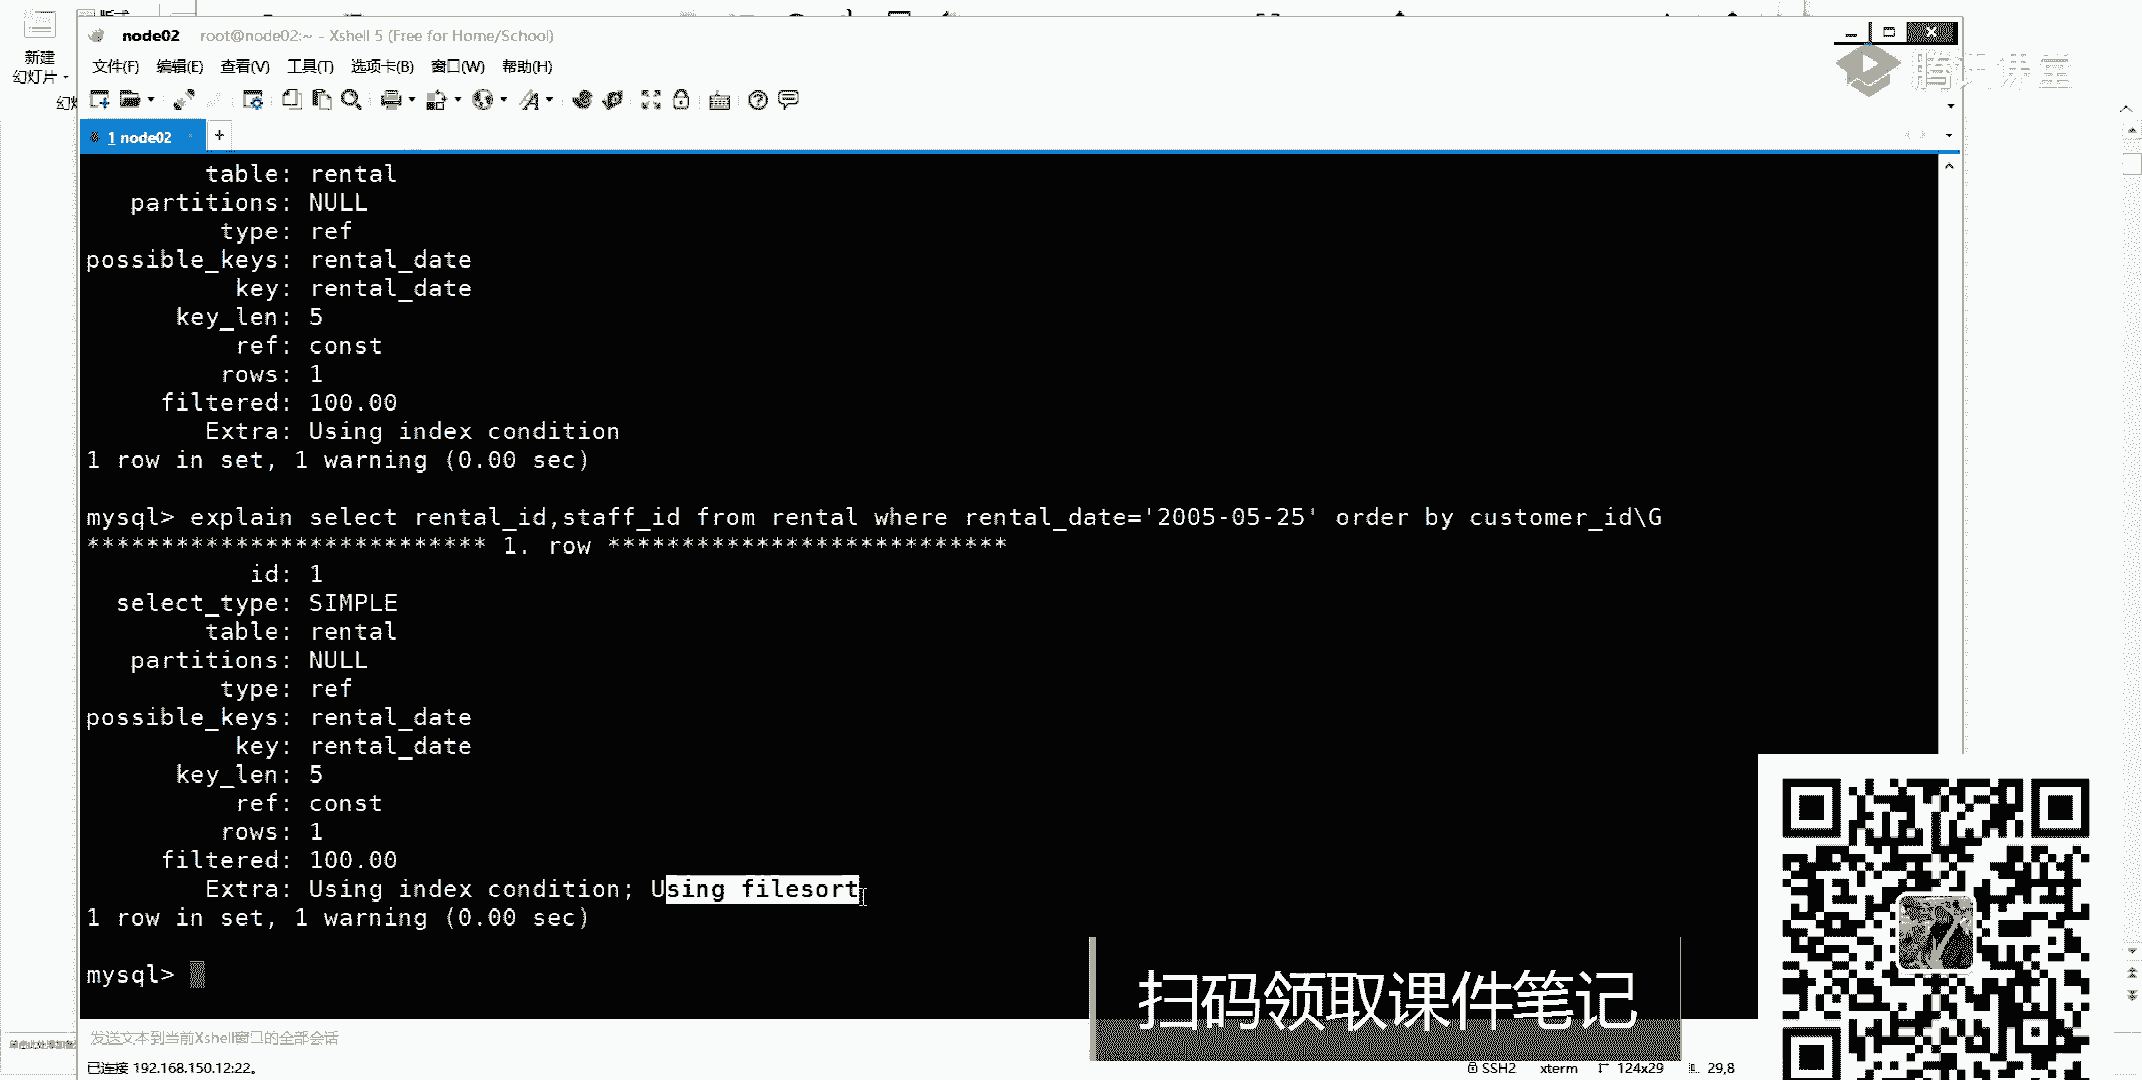 新建
幻灯片
node02 root@node02:~ - Xshell 5 (Free for Home/School)
文件(F) 编辑(E) 查看(V) 工具(T) 选项卡(B) 窗口(W) 帮助(H)
腾讯课堂
1 node02
table: rental
partitions: NULL
type: ref
possible_keys: rental_date
key: rental_date
key_len: 5
ref: const
rows: 1
filtered: 100.00
Extra: Using index condition
1 row in set, 1 warning (0.00 sec)
mysql> explain select rental_id,staff_id from rental where rental_date='2005-05-25' order by customer_id\G
*************************** 1. row ***************************
id: 1
select_type: SIMPLE
table: rental
partitions: NULL
type: ref
possible_keys: rental_date
key: rental_date
key_len: 5
ref: const
rows: 1
filtered: 100.00
Extra: Using index condition; Using filesort
1 row in set, 1 warning (0.00 sec)
mysql>
扫码领取课件笔记
发送文本到当前Xshell窗口的全部会话
已连接 192.168.150.12:22。
SSH2 xterm 124x29 29,8